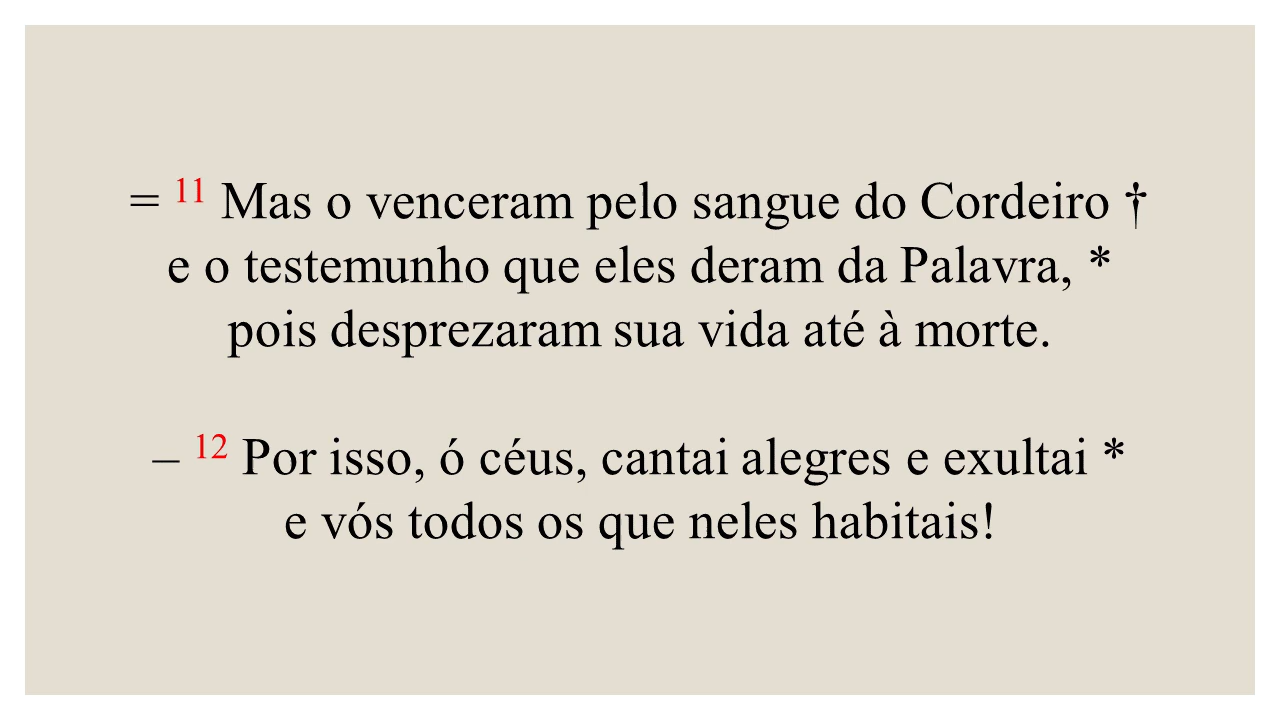 = 11 Mas o venceram pelo sangue do Cordeiro †
e o testemunho que eles deram da Palavra, *
pois desprezaram sua vida até à morte.
– 12 Por isso, ó céus, cantai alegres e exultai *
e vós todos os que neles habitais!